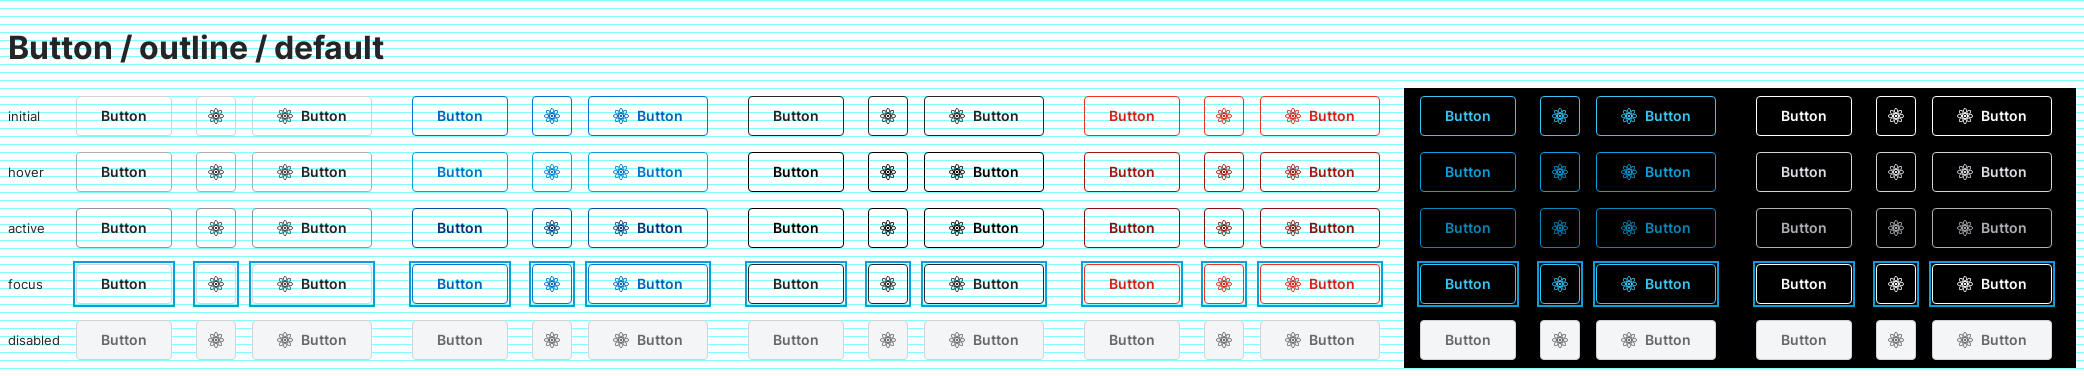 Button / outline / default
initial Button Button Button Button Button Button Button Button Button Button Button Button
hover Button Button Button Button Button Button Button Button Button Button Button Button
active Button Button Button Button Button Button Button Button Button Button Button Button
focus Button Button Button Button Button Button Button Button Button Button Button Button
disabled Button Button Button Button Button Button Button Button Button Button Button Button